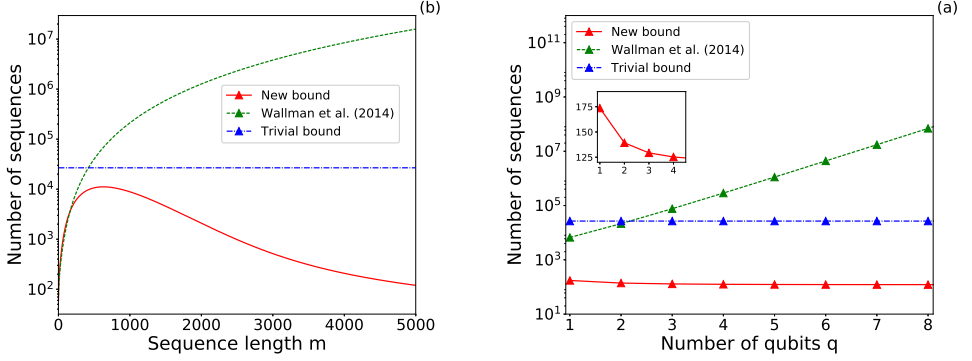 (b)
Number of sequences
10^7
10^6
10^5
10^4
10^3
10^2
New bound
Wallman et al. (2014)
Trivial bound
0 1000 2000 3000 4000 5000
Sequence length m
(a)
Number of sequences
10^11
10^9
10^7
10^5
10^3
10^1
New bound
Wallman et al. (2014)
Trivial bound
175
150
125
1 2 3 4
1 2 3 4 5 6 7 8
Number of qubits q